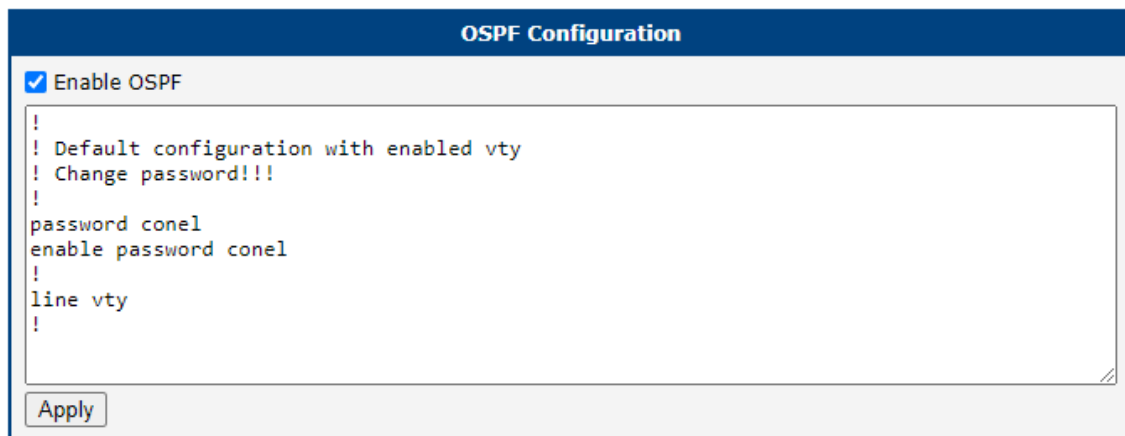 OSPF Configuration
Enable OSPF
!
! Default configuration with enabled vty
! Change password!!!
!
password conel
enable password conel
!
line vty
!
Apply